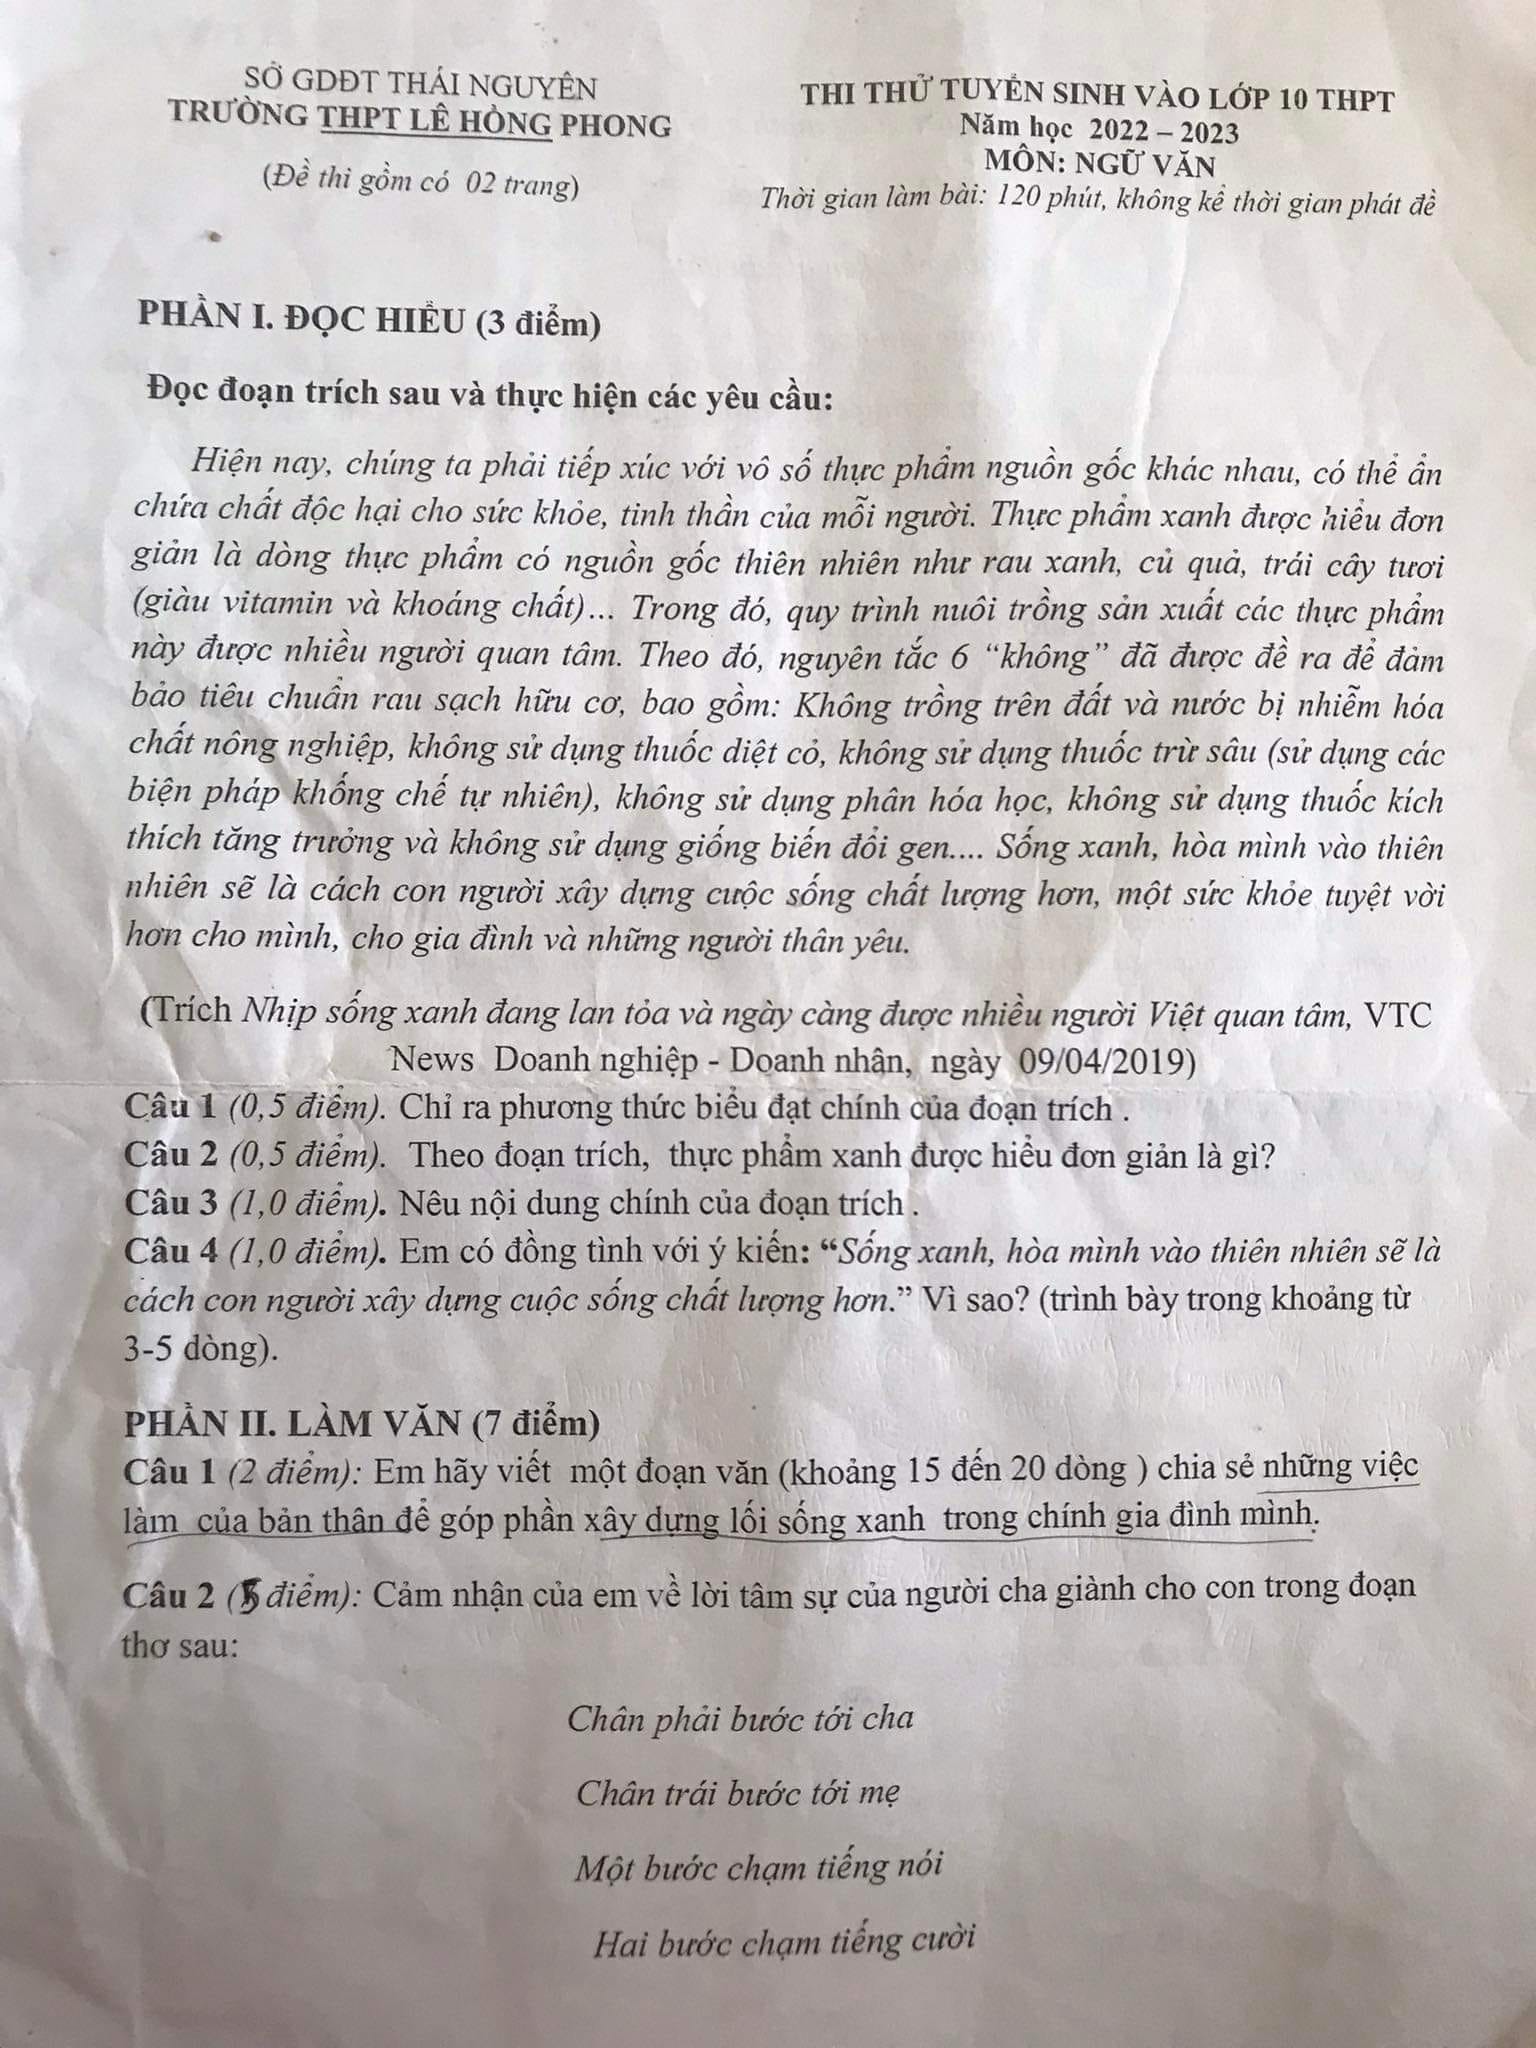 SỞ GDĐT THÁI NGUYÊN
TRƯỜNG THPT LÊ HỒNG PHONG
(Đề thi gồm có 02 trang)
THI THỬ TUYỂN SINH VÀO LỚP 10 THPT
Năm học 2022 – 2023
MÔN: NGỮ VĂN
Thời gian làm bài: 120 phút, không kể thời gian phát đề
PHẦN I. ĐỌC HIỂU (3 điểm)
Đọc đoạn trích sau và thực hiện các yêu cầu:
Hiện nay, chúng ta phải tiếp xúc với vô số thực phẩm nguồn gốc khác nhau, có thể ẩn
chứa chất độc hại cho sức khỏe, tinh thần của mỗi người. Thực phẩm xanh được hiểu đơn
giản là dòng thực phẩm có nguồn gốc thiên nhiên như rau xanh, củ quả, trái cây tươi
(giàu vitamin và khoáng chất)… Trong đó, quy trình nuôi trồng sản xuất các thực phẩm
này được nhiều người quan tâm. Theo đó, nguyên tắc 6 “không” đã được đề ra để đảm
bảo tiêu chuẩn rau sạch hữu cơ, bao gồm: Không trồng trên đất và nước bị nhiễm hóa
chất nông nghiệp, không sử dụng thuốc diệt cỏ, không sử dụng thuốc trừ sâu (sử dụng các
biện pháp khống chế tự nhiên), không sử dụng phân hóa học, không sử dụng thuốc kích
thích tăng trưởng và không sử dụng giống biến đổi gen.... Sống xanh, hòa mình vào thiên
nhiên sẽ là cách con người xây dựng cuộc sống chất lượng hơn, một sức khỏe tuyệt vời
hơn cho mình, cho gia đình và những người thân yêu.
(Trích Nhịp sống xanh đang lan tỏa và ngày càng được nhiều người Việt quan tâm, VTC
News Doanh nghiệp - Doanh nhân, ngày 09/04/2019)
Câu 1 (0,5 điểm). Chỉ ra phương thức biểu đạt chính của đoạn trích .
Câu 2 (0,5 điểm). Theo đoạn trích, thực phẩm xanh được hiểu đơn giản là gì?
Câu 3 (1,0 điểm). Nêu nội dung chính của đoạn trích .
Câu 4 (1,0 điểm). Em có đồng tình với ý kiến: “Sống xanh, hòa mình vào thiên nhiên sẽ là
cách con người xây dựng cuộc sống chất lượng hơn.” Vì sao? (trình bày trong khoảng từ
3-5 dòng).
PHẦN II. LÀM VĂN (7 điểm)
Câu 1 (2 điểm): Em hãy viết một đoạn văn (khoảng 15 đến 20 dòng ) chia sẻ những việc
làm của bản thân để góp phần xây dựng lối sống xanh trong chính gia đình mình.
Câu 2 (5 điểm): Cảm nhận của em về lời tâm sự của người cha giành cho con trong đoạn
thơ sau:
Chân phải bước tới cha
Chân trái bước tới mẹ
Một bước chạm tiếng nói
Hai bước chạm tiếng cười